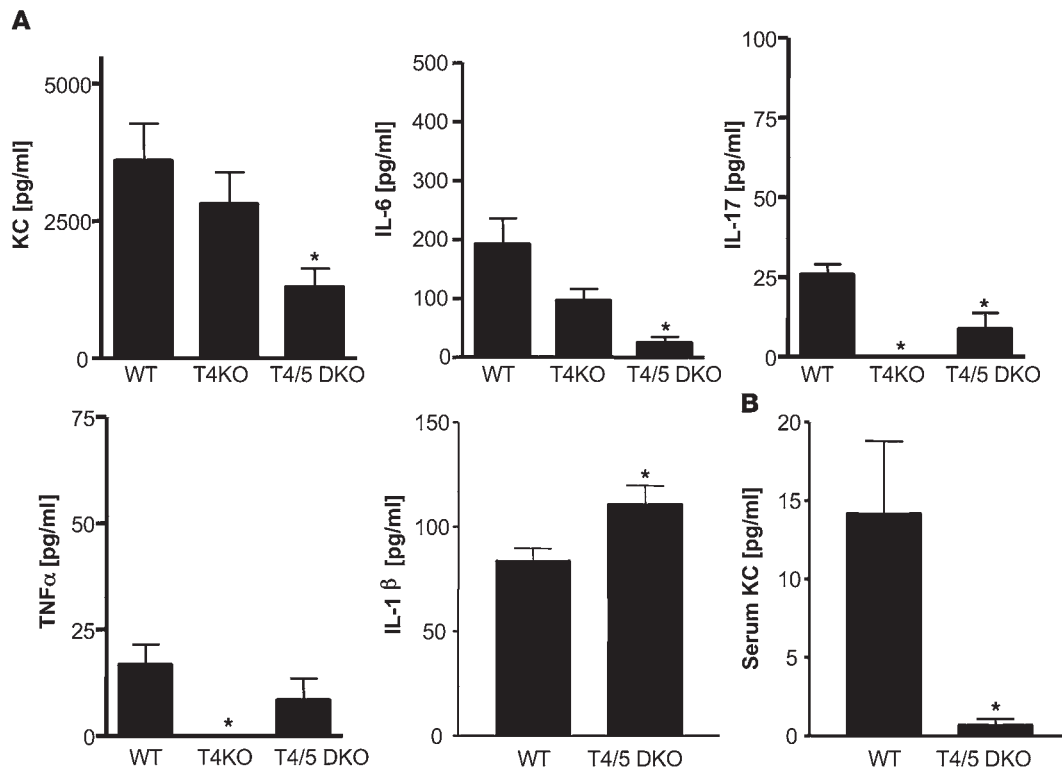 A
KC [pg/ml]
5000
2500
0
*
WT T4KO T4/5 DKO
IL-6 [pg/ml]
500
400
300
200
100
0
*
WT T4KO T4/5 DKO
IL-17 [pg/ml]
100
75
50
25
0
*
*
WT T4KO T4/5 DKO
TNFα [pg/ml]
75
50
25
0
*
WT T4KO T4/5 DKO
IL-1 β [pg/ml]
150
100
50
0
*
WT T4/5 DKO
B
Serum KC [pg/ml]
20
15
10
5
0
*
WT T4/5 DKO